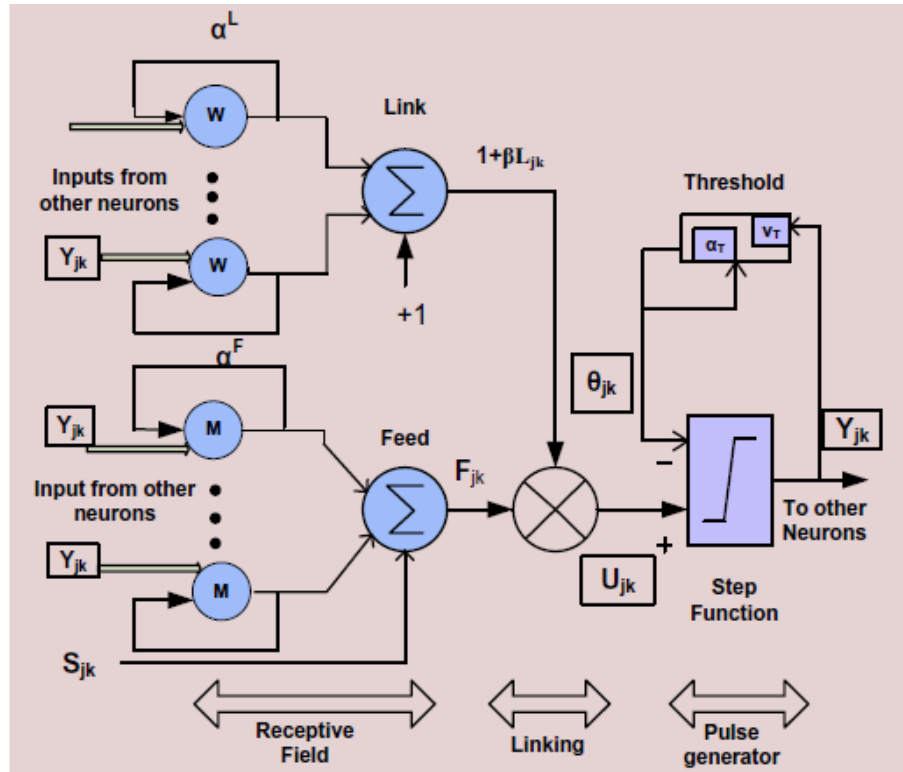 α^L
W
Link
1+βL_jk
Inputs from
other neurons
Threshold
Y_jk
W
Σ
α_T
v_T
+1
α^F
θ_jk
Y_jk
M
Feed
F_jk
Y_jk
Input from other
neurons
Σ
−
To other
Neurons
Y_jk
M
+
U_jk
Step
Function
S_jk
Receptive
Field
Linking
Pulse
generator